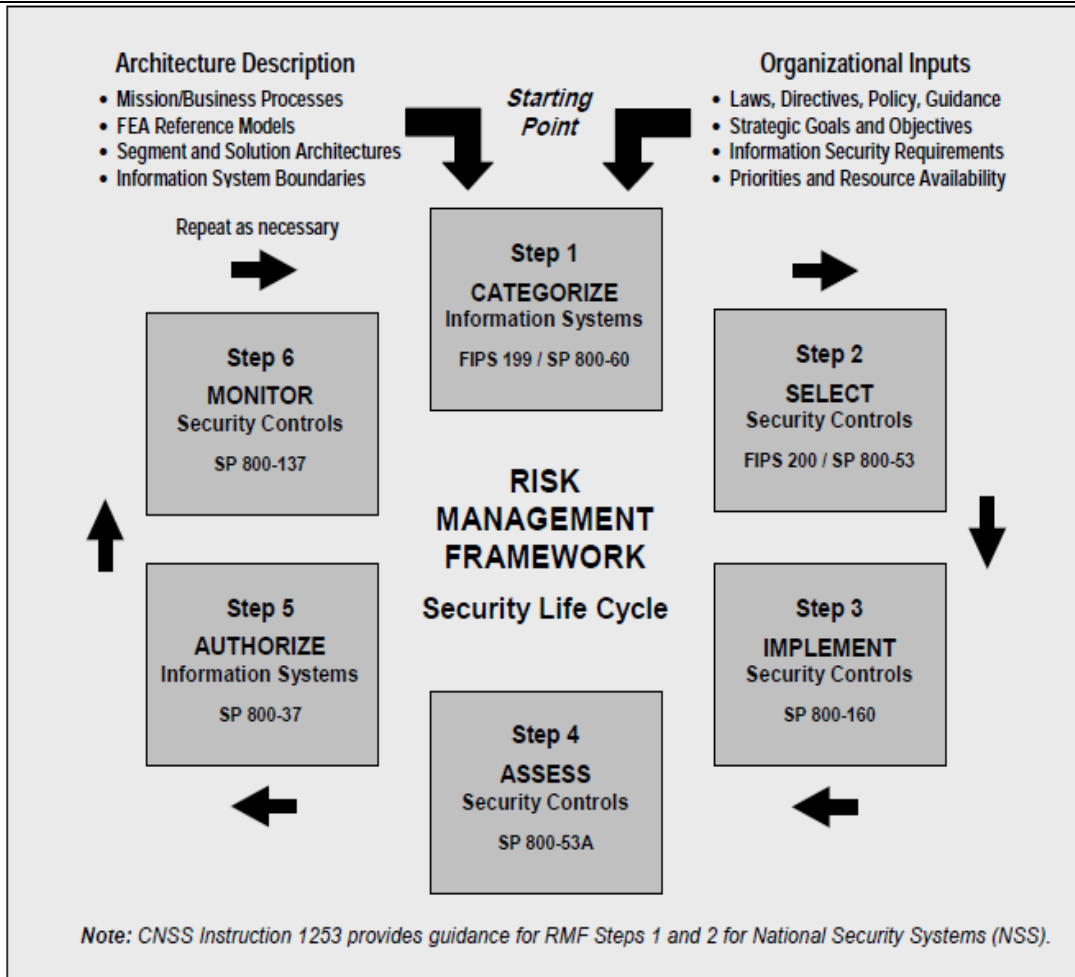 Architecture Description
• Mission/Business Processes
• FEA Reference Models
• Segment and Solution Architectures
• Information System Boundaries
Starting
Point
Organizational Inputs
• Laws, Directives, Policy, Guidance
• Strategic Goals and Objectives
• Information Security Requirements
• Priorities and Resource Availability
Repeat as necessary
Step 1
CATEGORIZE
Information Systems
FIPS 199 / SP 800-60
Step 2
SELECT
Security Controls
FIPS 200 / SP 800-53
Step 3
IMPLEMENT
Security Controls
SP 800-160
Step 4
ASSESS
Security Controls
SP 800-53A
Step 5
AUTHORIZE
Information Systems
SP 800-37
Step 6
MONITOR
Security Controls
SP 800-137
RISK
MANAGEMENT
FRAMEWORK
Security Life Cycle
Note: CNSS Instruction 1253 provides guidance for RMF Steps 1 and 2 for National Security Systems (NSS).